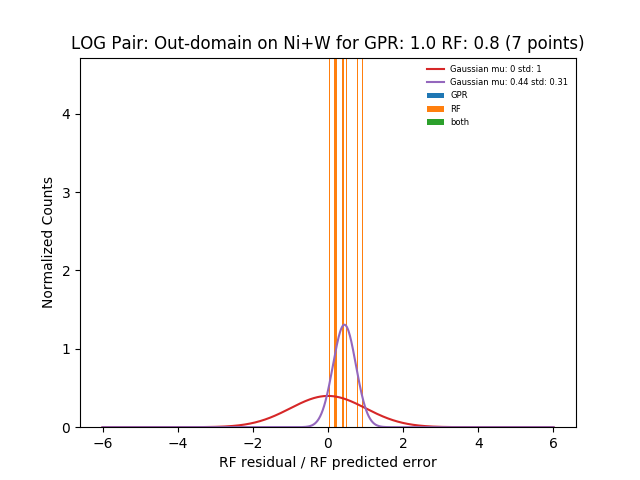 LOG Pair: Out-domain on Ni+W for GPR: 1.0 RF: 0.8 (7 points)
Gaussian mu: 0 std: 1
Gaussian mu: 0.44 std: 0.31
GPR
RF
both
Normalized Counts
4
3
2
1
0
−6 −4 −2 0 2 4 6
RF residual / RF predicted error